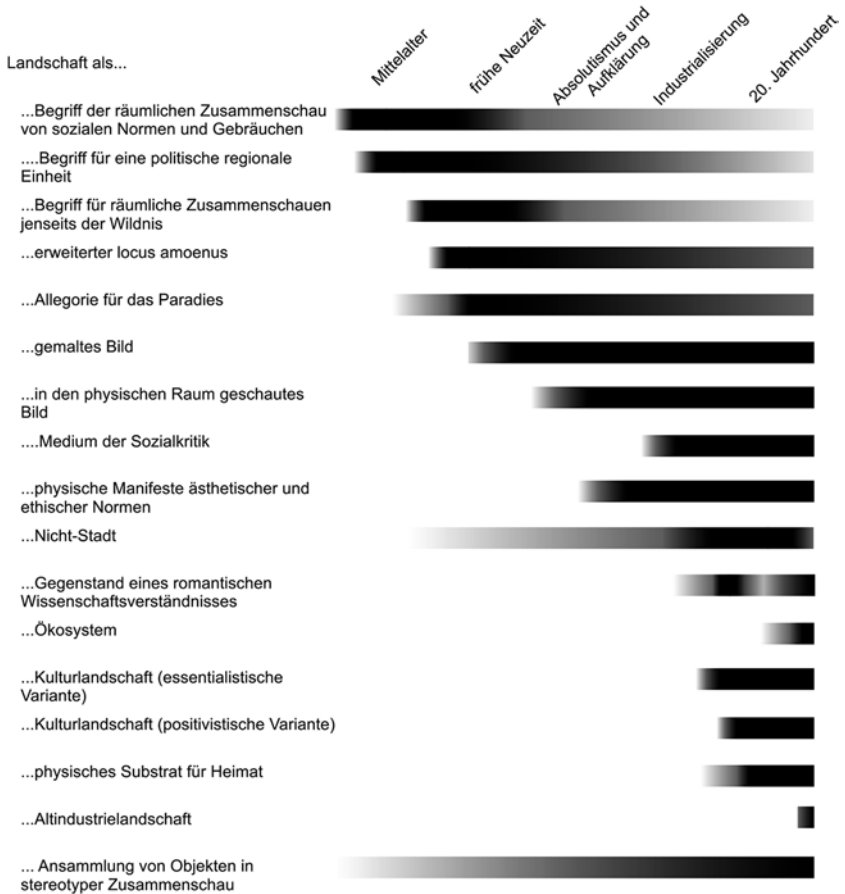 Mittelalter
frühe Neuzeit
Absolutismus und
Aufklärung
Industrialisierung
20. Jahrhundert
Landschaft als...
...Begriff der räumlichen Zusammenschau
von sozialen Normen und Gebräuchen
....Begriff für eine politische regionale
Einheit
...Begriff für räumliche Zusammenschauen
jenseits der Wildnis
...erweiterter locus amoenus
...Allegorie für das Paradies
...gemaltes Bild
...in den physischen Raum geschautes
Bild
....Medium der Sozialkritik
...physische Manifeste ästhetischer und
ethischer Normen
...Nicht-Stadt
...Gegenstand eines romantischen
Wissenschaftsverständnisses
...Ökosystem
...Kulturlandschaft (essentialistische
Variante)
...Kulturlandschaft (positivistische Variante)
...physisches Substrat für Heimat
...Altindustrielandschaft
... Ansammlung von Objekten in
stereotyper Zusammenschau